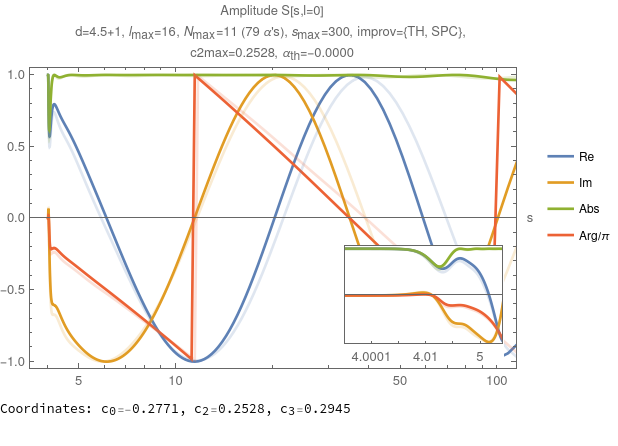 Amplitude S[s,l=0]
d=4.5+1, lmax=16, Nmax=11 (79 α's), smax=300, improv={TH, SPC},
c2max=0.2528, αth=-0.0000
1.0
0.5
0.0
-0.5
-1.0
s
Re
Im
Abs
Arg/π
4.0001 4.01 5
5 10 50 100
Coordinates: c0=-0.2771, c2=0.2528, c3=0.2945